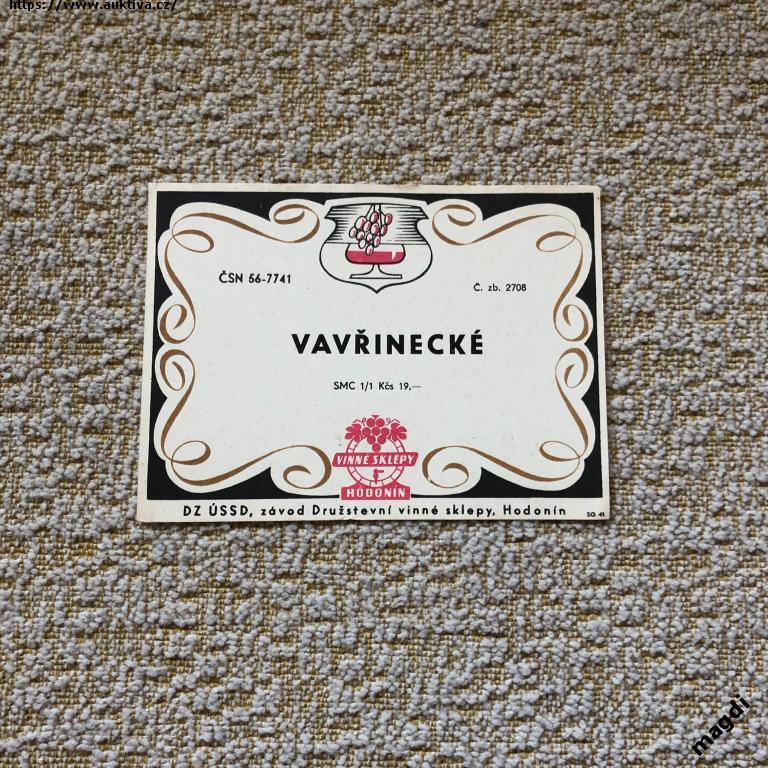 https://www.auktiva.cz/
ČSN 56-7741
Č. zb. 2708
VAVŘINECKÉ
SMC 1/1 Kčs 19,—
VINNÉ SKLEPY
HODONÍN
DZ ÚSSD, závod Družstevní vinné sklepy, Hodonín
SG 41
magdi